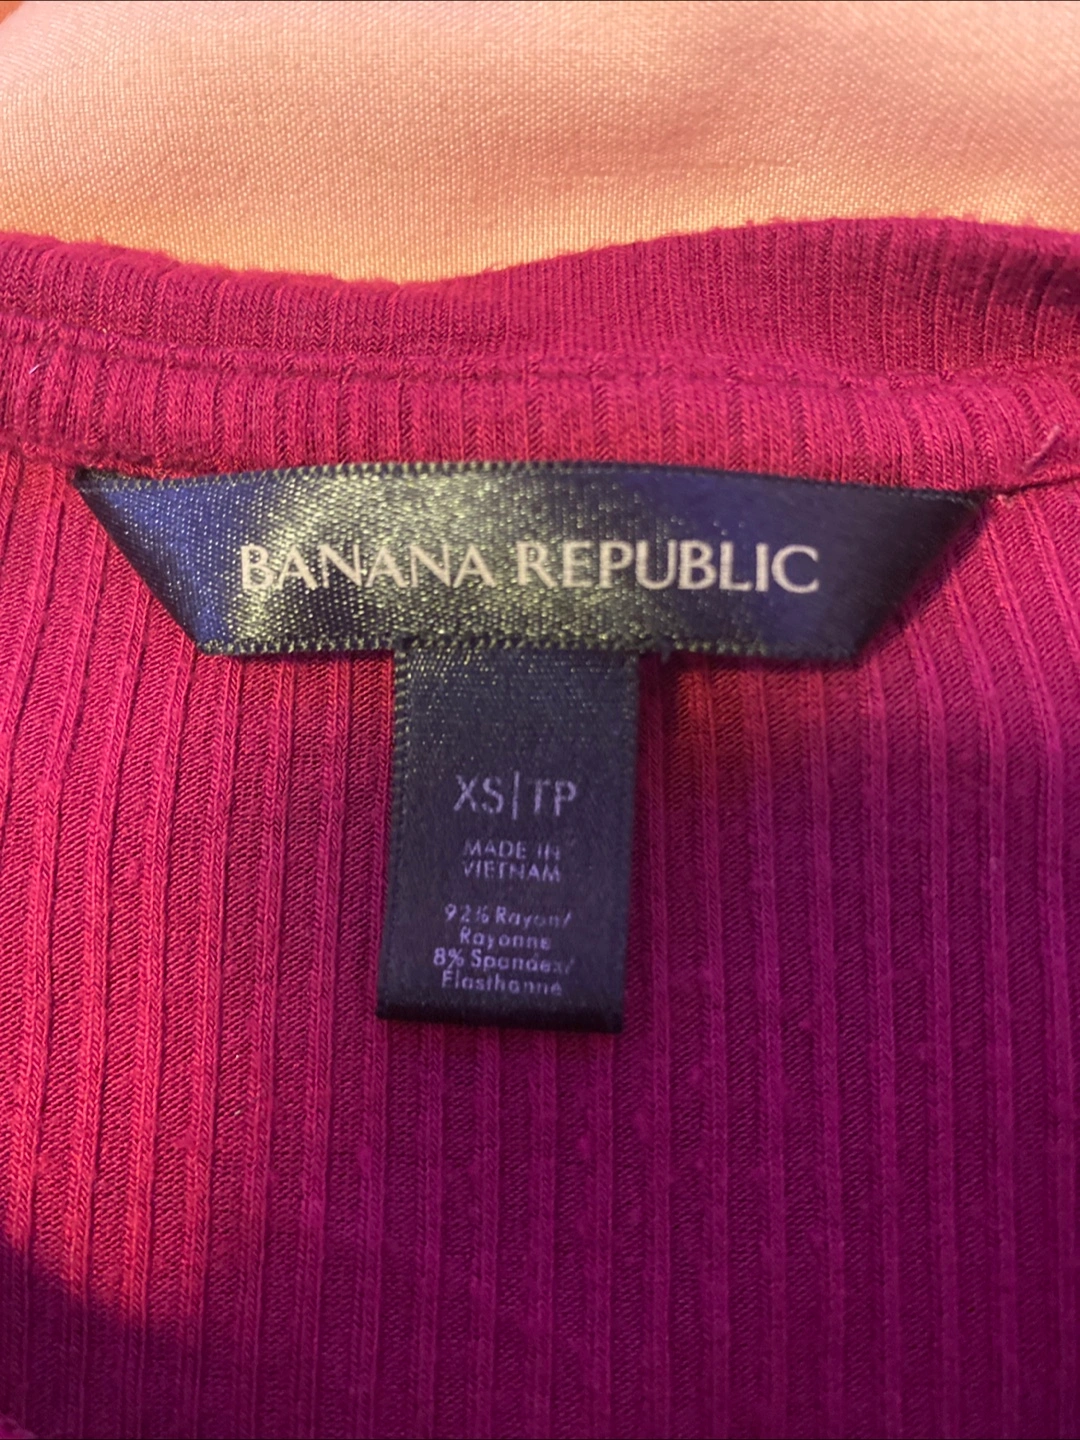 BANANA REPUBLIC
XS|TP
MADE IN
VIETNAM
92% Rayon/
Rayonne
8% Spandex/
Elasthanne